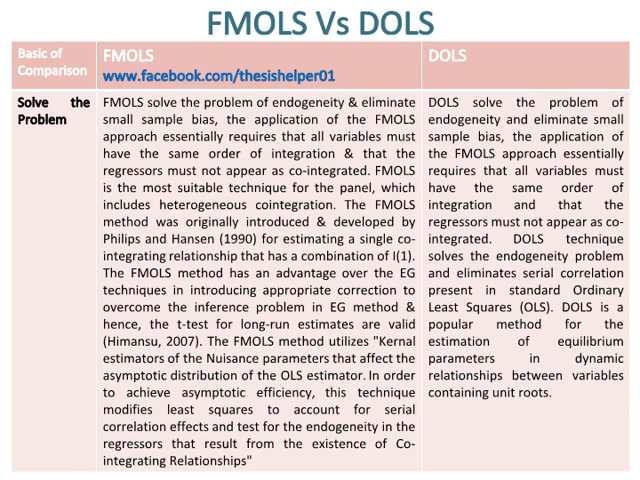 FMOLS Vs DOLS
Basic of
Comparison
FMOLS
www.facebook.com/thesishelper01
DOLS
Solve the
Problem
FMOLS solve the problem of endogeneity & eliminate
small sample bias, the application of the FMOLS
approach essentially requires that all variables must
have the same order of integration & that the
regressors must not appear as co-integrated. FMOLS
is the most suitable technique for the panel, which
includes heterogeneous cointegration. The FMOLS
method was originally introduced & developed by
Philips and Hansen (1990) for estimating a single co-
integrating relationship that has a combination of I(1).
The FMOLS method has an advantage over the EG
techniques in introducing appropriate correction to
overcome the inference problem in EG method &
hence, the t-test for long-run estimates are valid
(Himansu, 2007). The FMOLS method utilizes "Kernal
estimators of the Nuisance parameters that affect the
asymptotic distribution of the OLS estimator. In order
to achieve asymptotic efficiency, this technique
modifies least squares to account for serial
correlation effects and test for the endogeneity in the
regressors that result from the existence of Co-
integrating Relationships"
DOLS solve the problem of
endogeneity and eliminate small
sample bias, the application of
the FMOLS approach essentially
requires that all variables must
have the same order of
integration and that the
regressors must not appear as co-
integrated. DOLS technique
solves the endogeneity problem
and eliminates serial correlation
present in standard Ordinary
Least Squares (OLS). DOLS is a
popular method for the
estimation of equilibrium
parameters in dynamic
relationships between variables
containing unit roots.